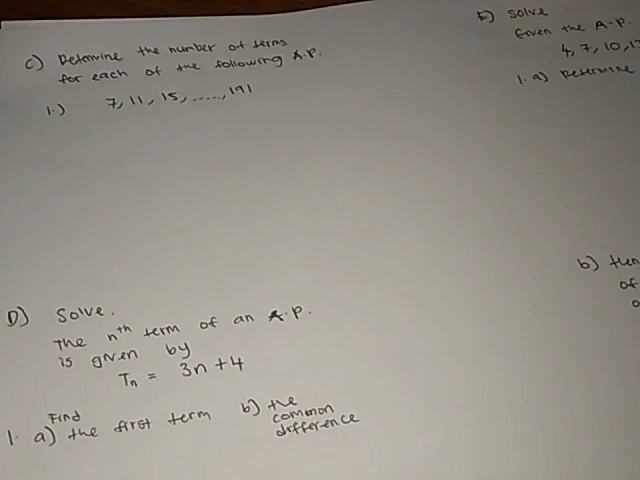 C) Determine the number of terms
for each of the following A.P.
1.) 7, 11, 15, ....., 191
D) Solve.
The nth term of an A.P.
is given by
Tn = 3n + 4
Find
1. a) the first term b) the
common
difference
E) Solve
Given the A.P.
4, 7, 10, 1
1. a) Determine
b) then
of